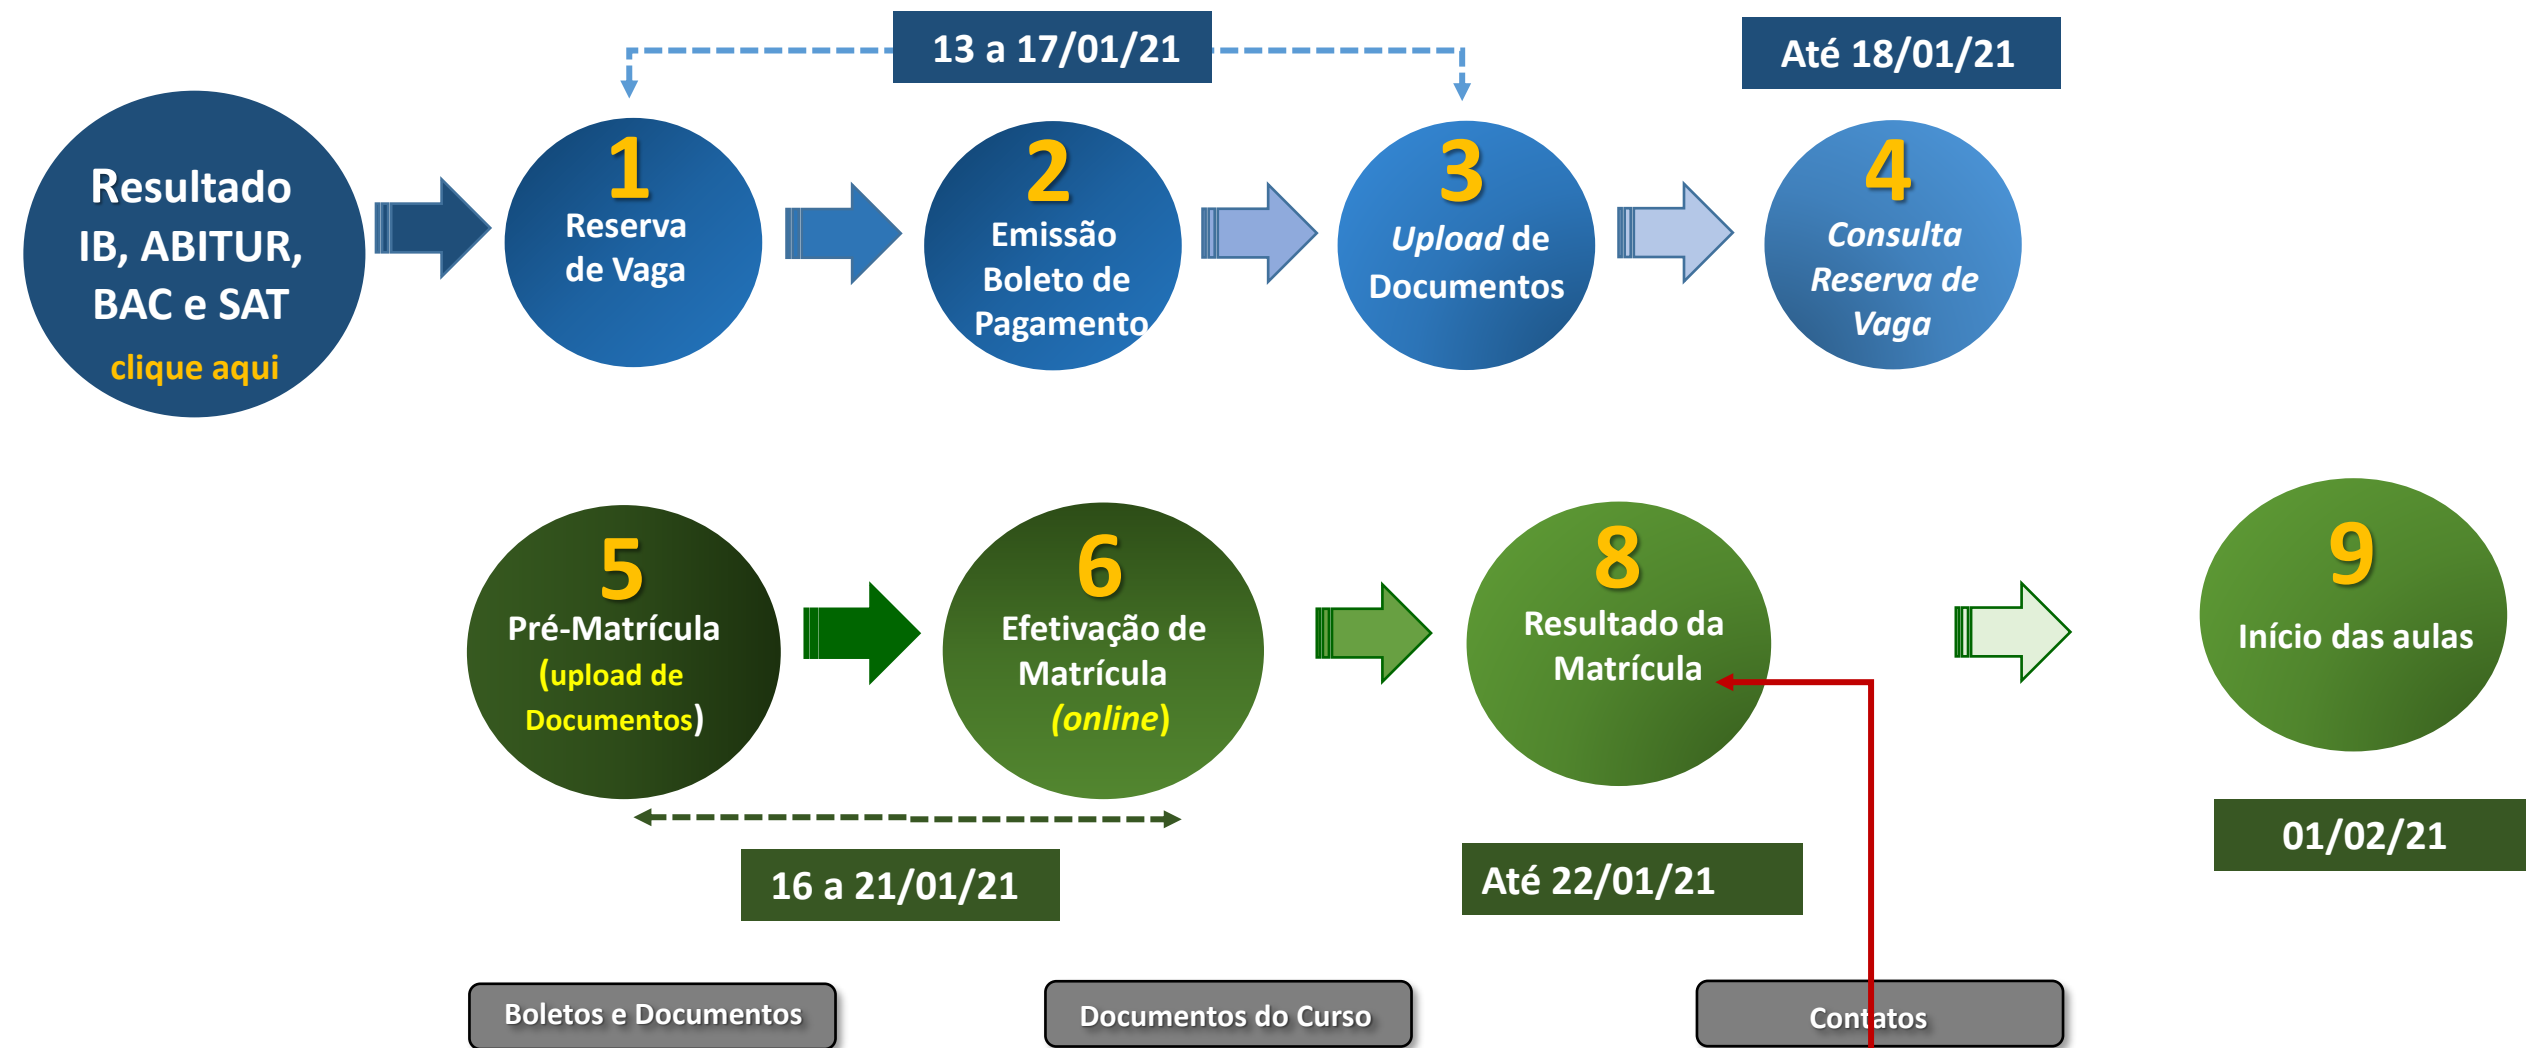 13 a 17/01/21
Até 18/01/21
Resultado
IB, ABITUR,
BAC e SAT
clique aqui
1
Reserva
de Vaga
2
Emissão
Boleto de
Pagamento
3
Upload de
Documentos
4
Consulta
Reserva de
Vaga
5
Pré-Matrícula
(upload de
Documentos)
6
Efetivação de
Matrícula
(online)
8
Resultado da
Matrícula
9
Início das aulas
16 a 21/01/21
Até 22/01/21
01/02/21
Boletos e Documentos
Documentos do Curso
Contatos